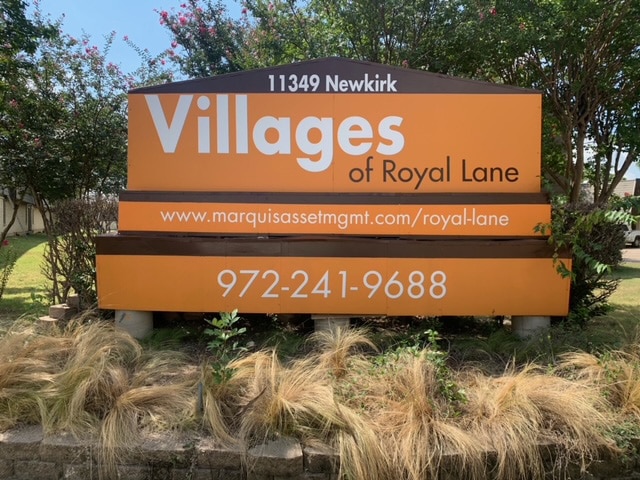 11349 Newkirk
Villages
of Royal Lane
www.marquisassetmgmt.com/royal-lane
972-241-9688